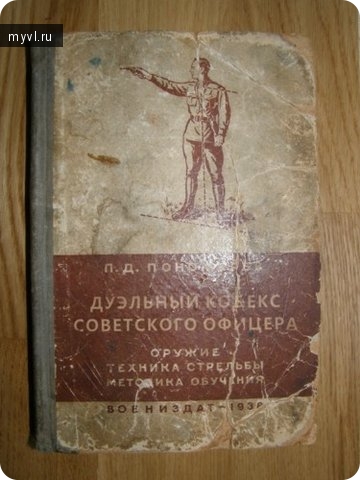 myvl.ru
П. Д.
ДУЭЛЬНЫЙ КОДЕКС
СОВЕТСКОГО ОФИЦЕРА
ОРУЖИЕ
ТЕХНИКА СТРЕЛЬБЫ
МЕТОДИКА ОБУЧЕНИЯ
ВОЕНИЗДАТ